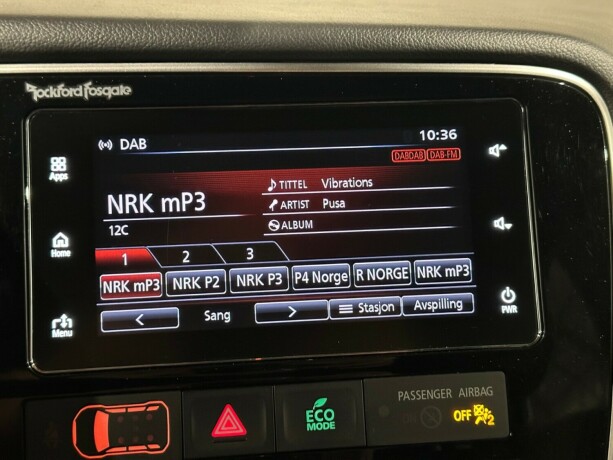 Rockford Fosgate
DAB
10:36
DABDAB DAB-FM
Apps
NRK mP3
TITTEL Vibrations
ARTIST Pusa
ALBUM
12C
Home
1 2 3
NRK mP3 NRK P2 NRK P3 P4 Norge R NORGE NRK mP3
< Sang > Stasjon Avspilling
Menu
PWR
ECO
MODE
PASSENGER AIRBAG
OFF 2